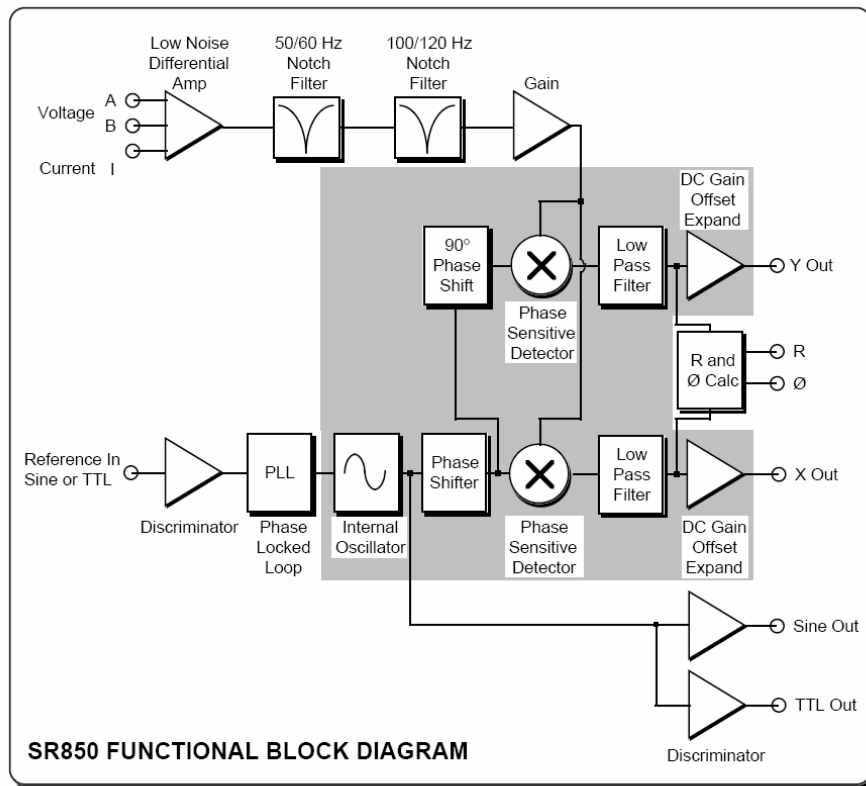 Low Noise
Differential
Amp
50/60 Hz
Notch
Filter
100/120 Hz
Notch
Filter
Gain
Voltage
A
B
Current I
DC Gain
Offset
Expand
90°
Phase
Shift
Low
Pass
Filter
Y Out
Phase
Sensitive
Detector
R and
Ø Calc
R
Ø
Reference In
Sine or TTL
PLL
Phase
Shifter
Low
Pass
Filter
X Out
Discriminator
Phase
Locked
Loop
Internal
Oscillator
Phase
Sensitive
Detector
DC Gain
Offset
Expand
Sine Out
TTL Out
Discriminator
SR850 FUNCTIONAL BLOCK DIAGRAM